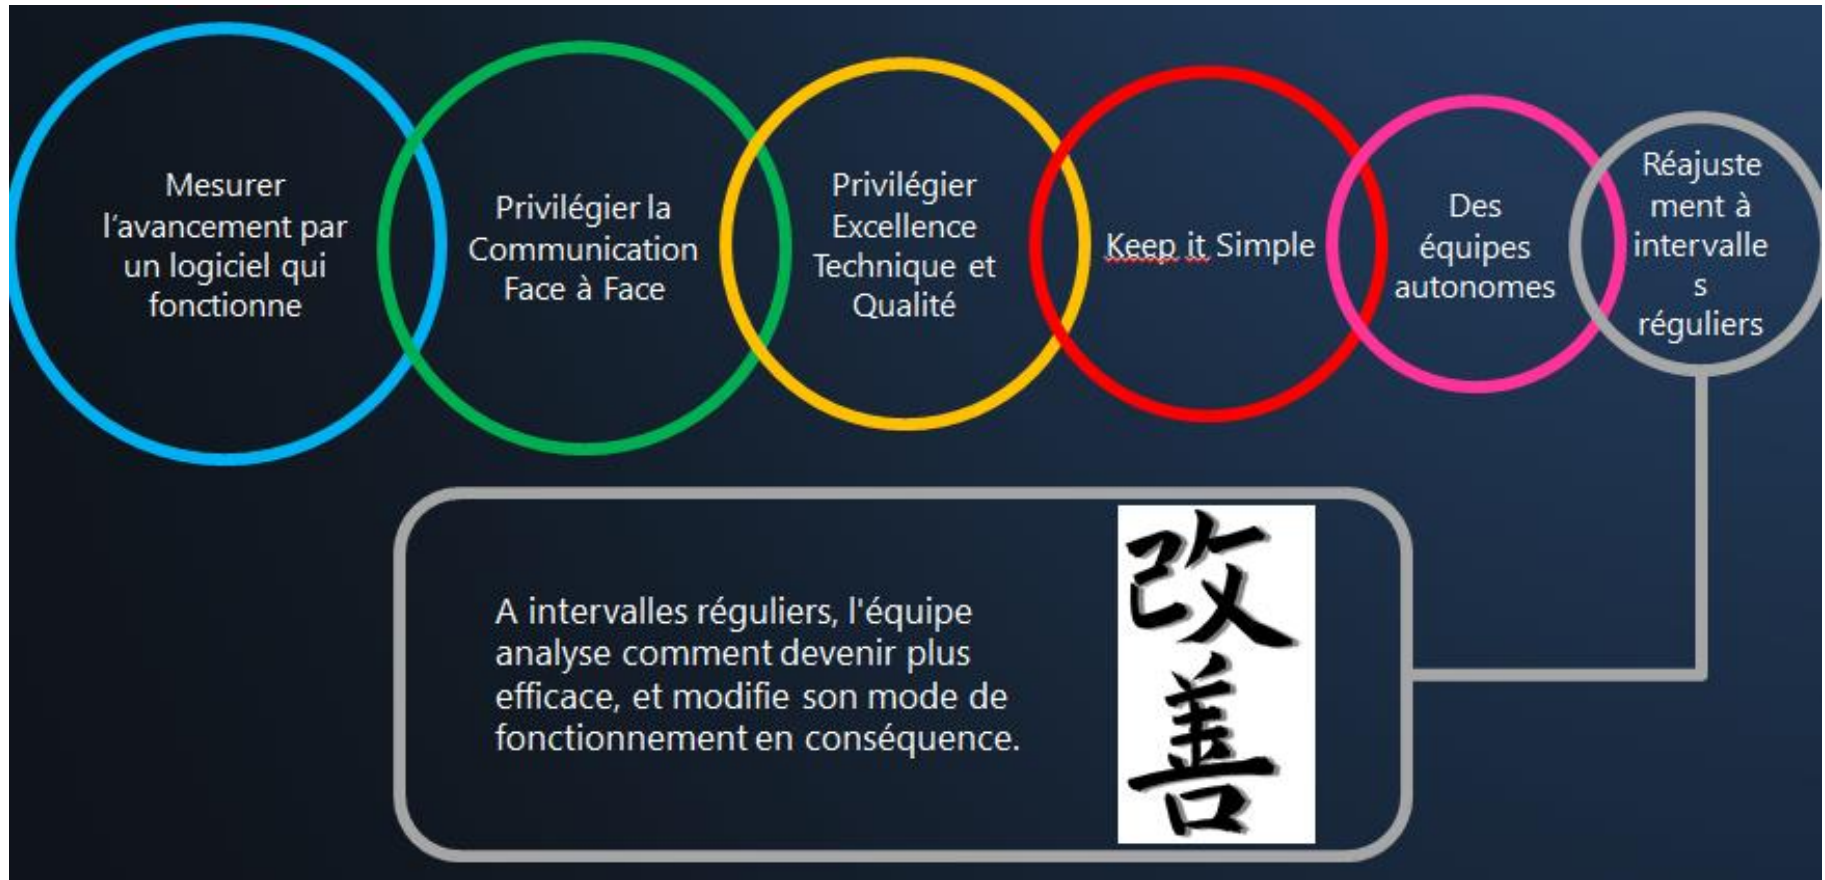 Mesurer
l'avancement par
un logiciel qui
fonctionne
Privilégier la
Communication
Face à Face
Privilégier
Excellence
Technique et
Qualité
Keep it Simple
Des
équipes
autonomes
Réajuste
ment à
intervalle
s
réguliers
A intervalles réguliers, l'équipe
analyse comment devenir plus
efficace, et modifie son mode de
fonctionnement en conséquence.
改
善